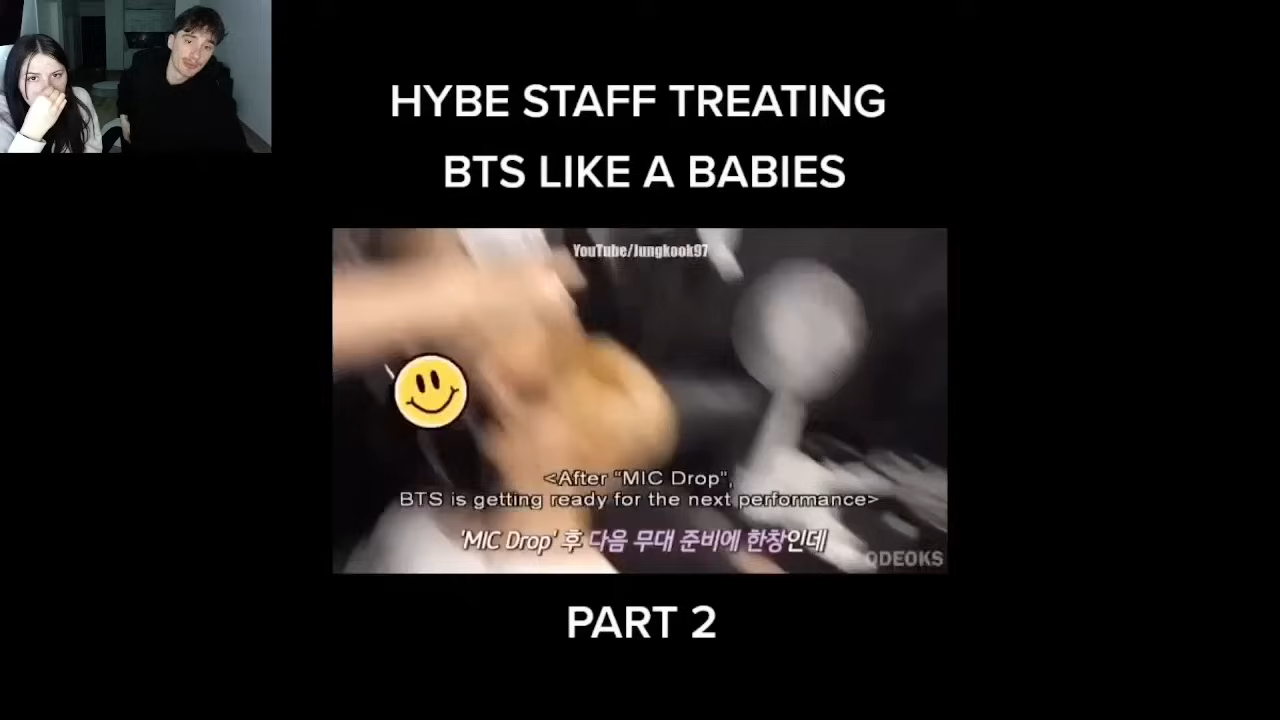 HYBE STAFF TREATING
BTS LIKE A BABIES
YouTube/Jungkook97
<After "MIC Drop",
BTS is getting ready for the next performance>
'MIC Drop' 후 다음 무대 준비에 한창인데
QDEOKS
PART 2